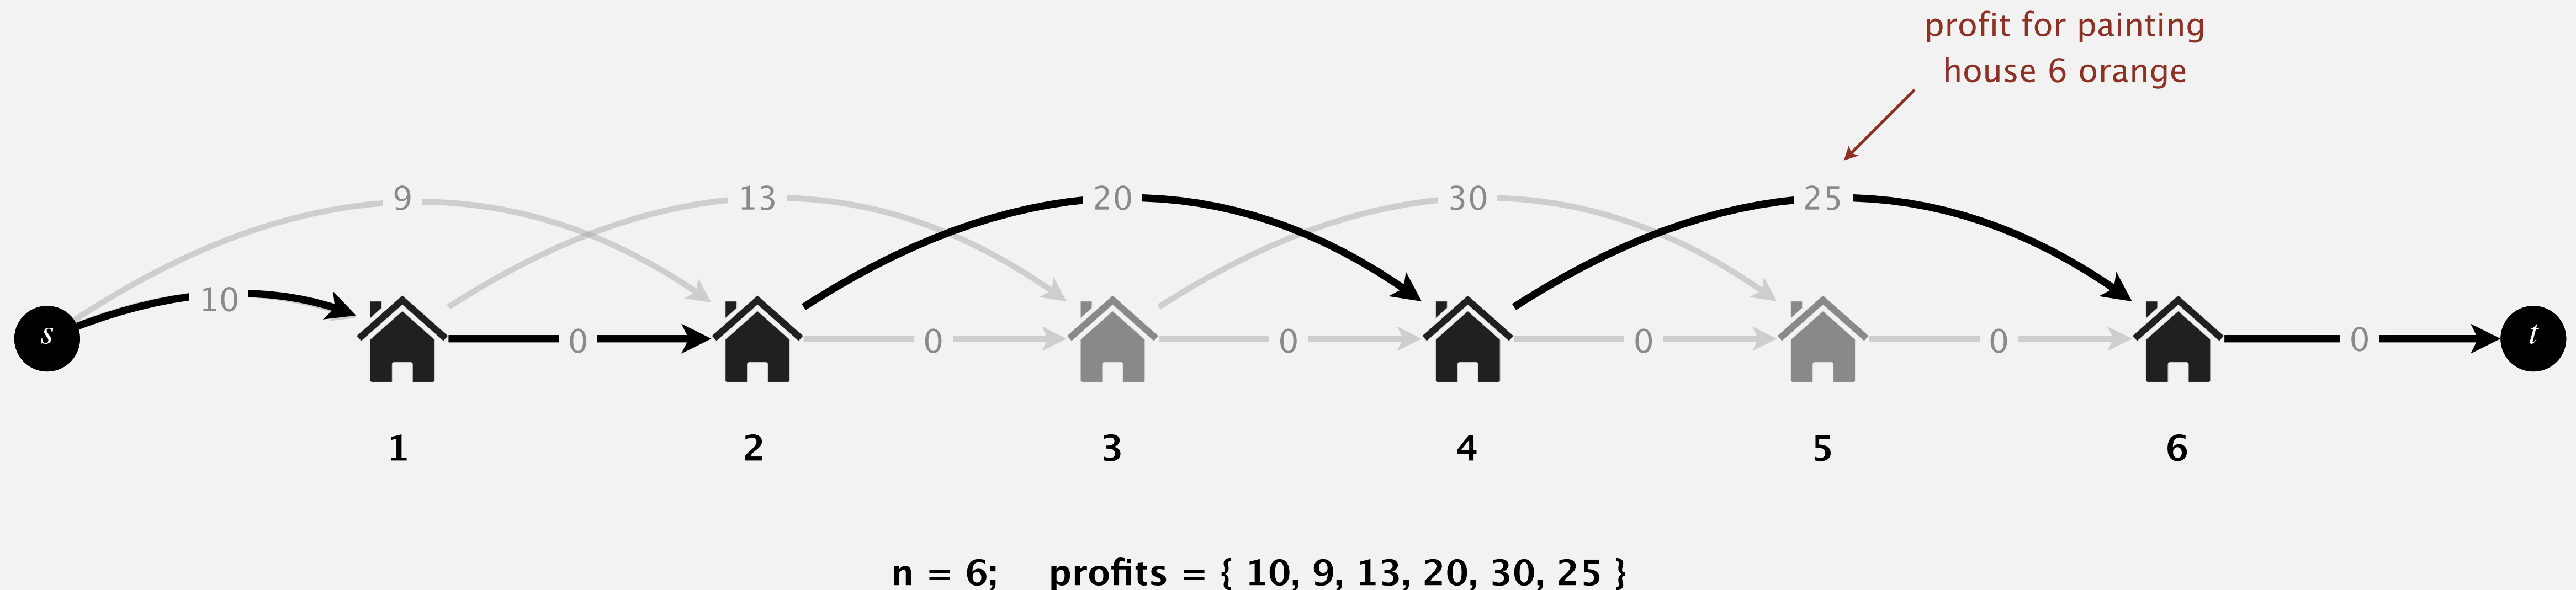 profit for painting
house 6 orange
9 13 20 30 25
10
s 0 0 0 0 0 0 t
1 2 3 4 5 6
n = 6; profits = { 10, 9, 13, 20, 30, 25 }